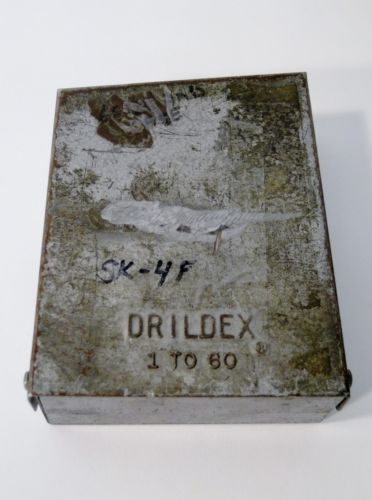 SK-4F
DRILDEX®
1 TO 60